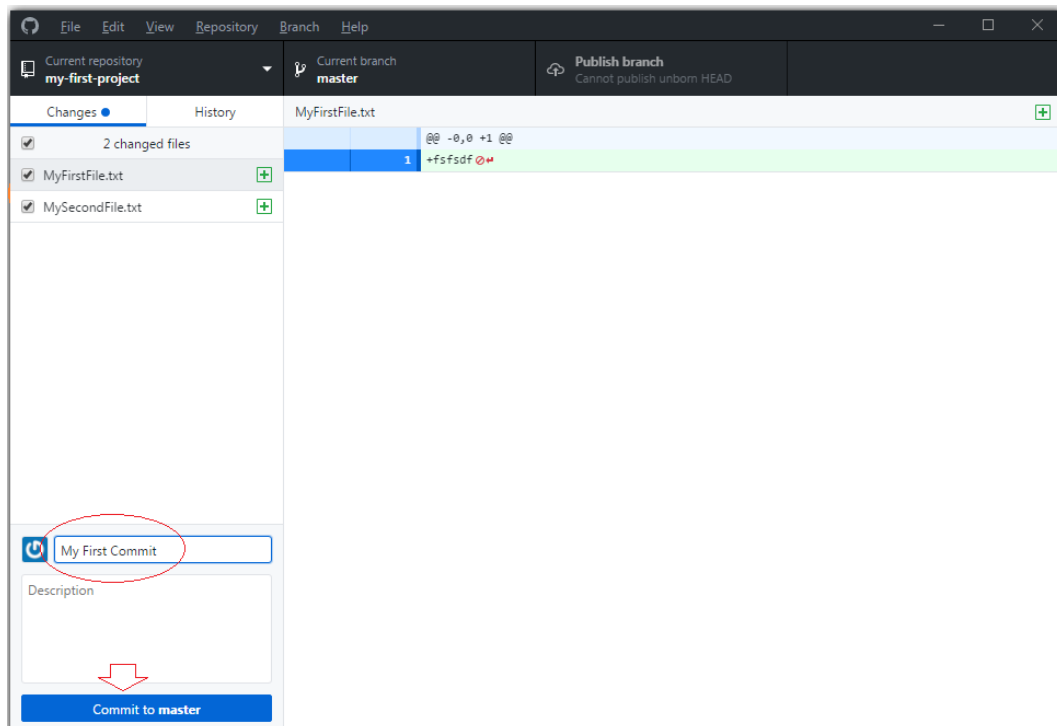 File Edit View Repository Branch Help
Current repository
my-first-project
Current branch
master
Publish branch
Cannot publish unborn HEAD
Changes History
MyFirstFile.txt
2 changed files
@@ -0,0 +1 @@
1 +fsfsdf
MyFirstFile.txt
MySecondFile.txt
My First Commit
Description
Commit to master